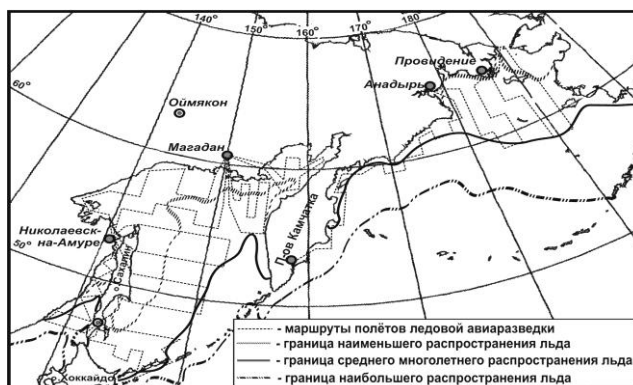 140°
150°
160°
170°
180°
Провидение
Анадырь
60°
Оймякон
Магадан
Николаевск-
на-Амуре
50°
о. Сахалин
П-ов Камчатка
о. Хоккайдо
- маршруты полётов ледовой авиаразведки
- граница наименьшего распространения льда
- граница среднего многолетнего распространения льда
- граница наибольшего распространения льда